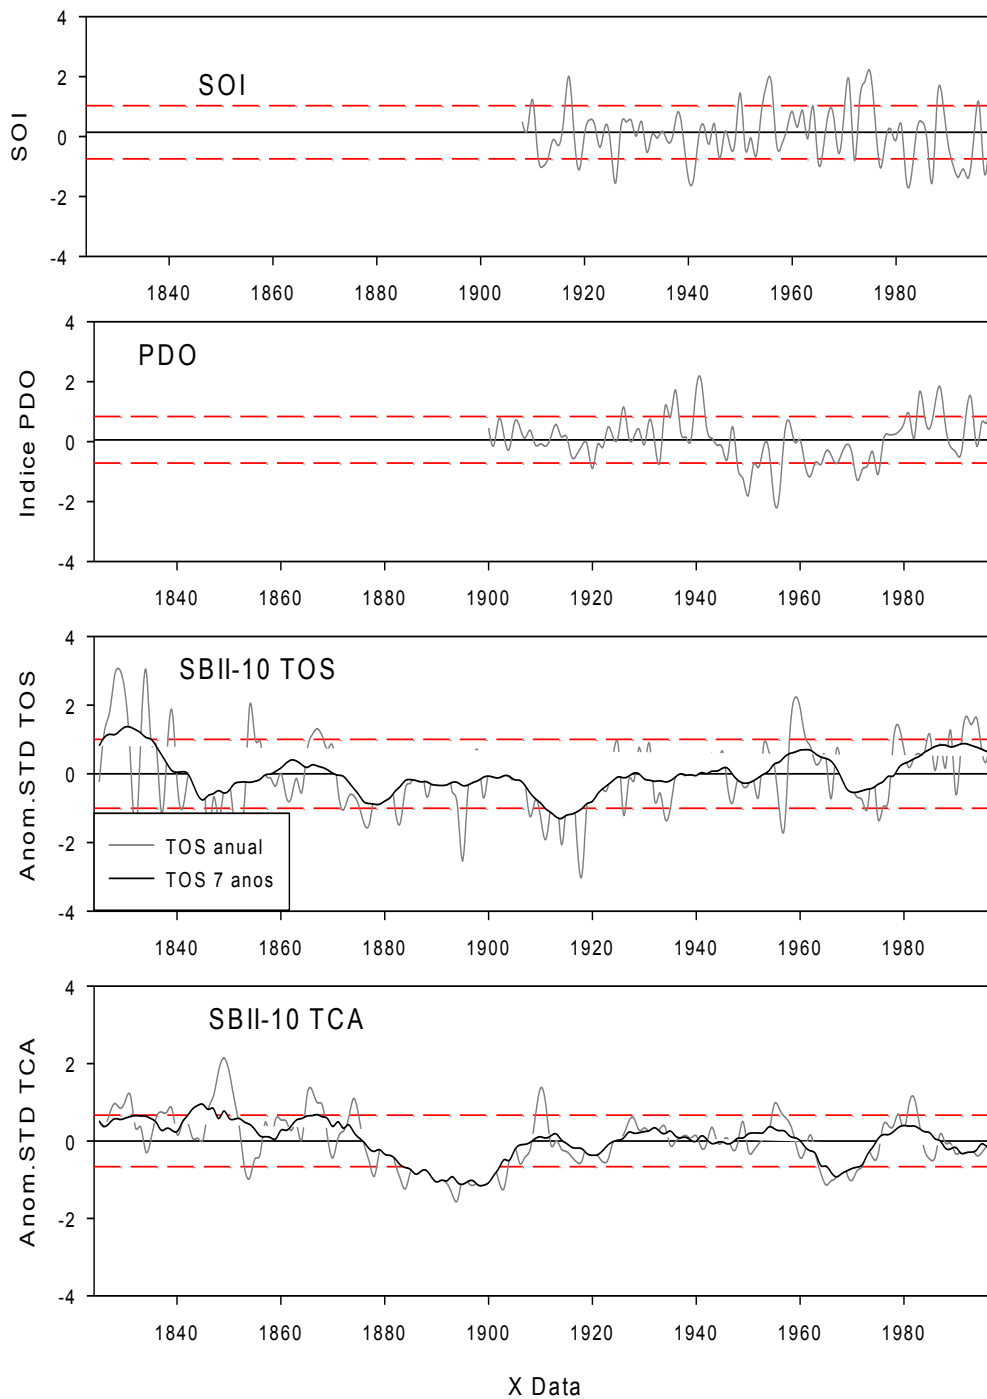 4
2
0
-2
-4
SOI
SOI
1840 1860 1880 1900 1920 1940 1960 1980
4
2
0
-2
-4
Indice PDO
PDO
1840 1860 1880 1900 1920 1940 1960 1980
4
2
0
-2
-4
Anom.STD TOS
SBII-10 TOS
TOS anual
TOS 7 anos
1840 1860 1880 1900 1920 1940 1960 1980
4
2
0
-2
-4
Anom.STD TCA
SBII-10 TCA
1840 1860 1880 1900 1920 1940 1960 1980
X Data